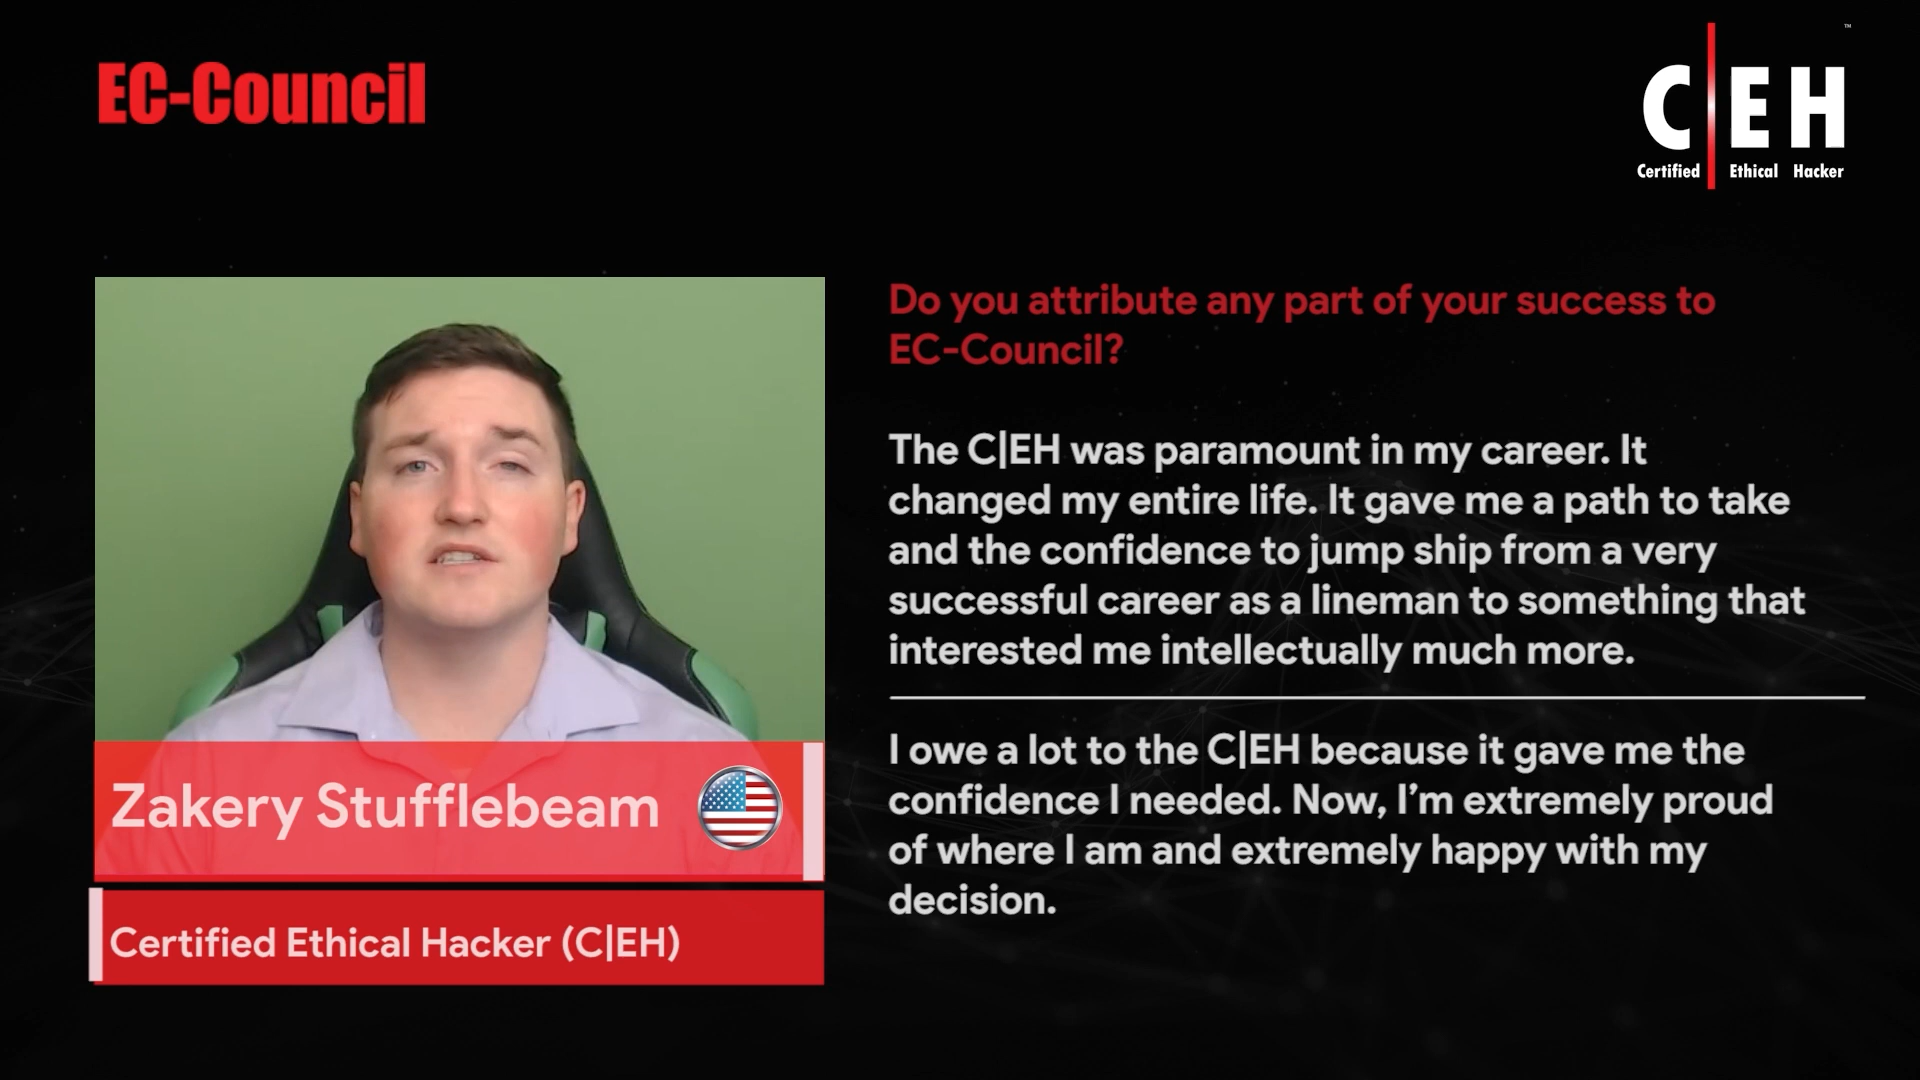 EC-Council
C|EH
™
Certified Ethical Hacker
Do you attribute any part of your success to
EC-Council?
The C|EH was paramount in my career. It
changed my entire life. It gave me a path to take
and the confidence to jump ship from a very
successful career as a lineman to something that
interested me intellectually much more.
I owe a lot to the C|EH because it gave me the
confidence I needed. Now, I’m extremely proud
of where I am and extremely happy with my
decision.
Zakery Stufflebeam
Certified Ethical Hacker (C|EH)